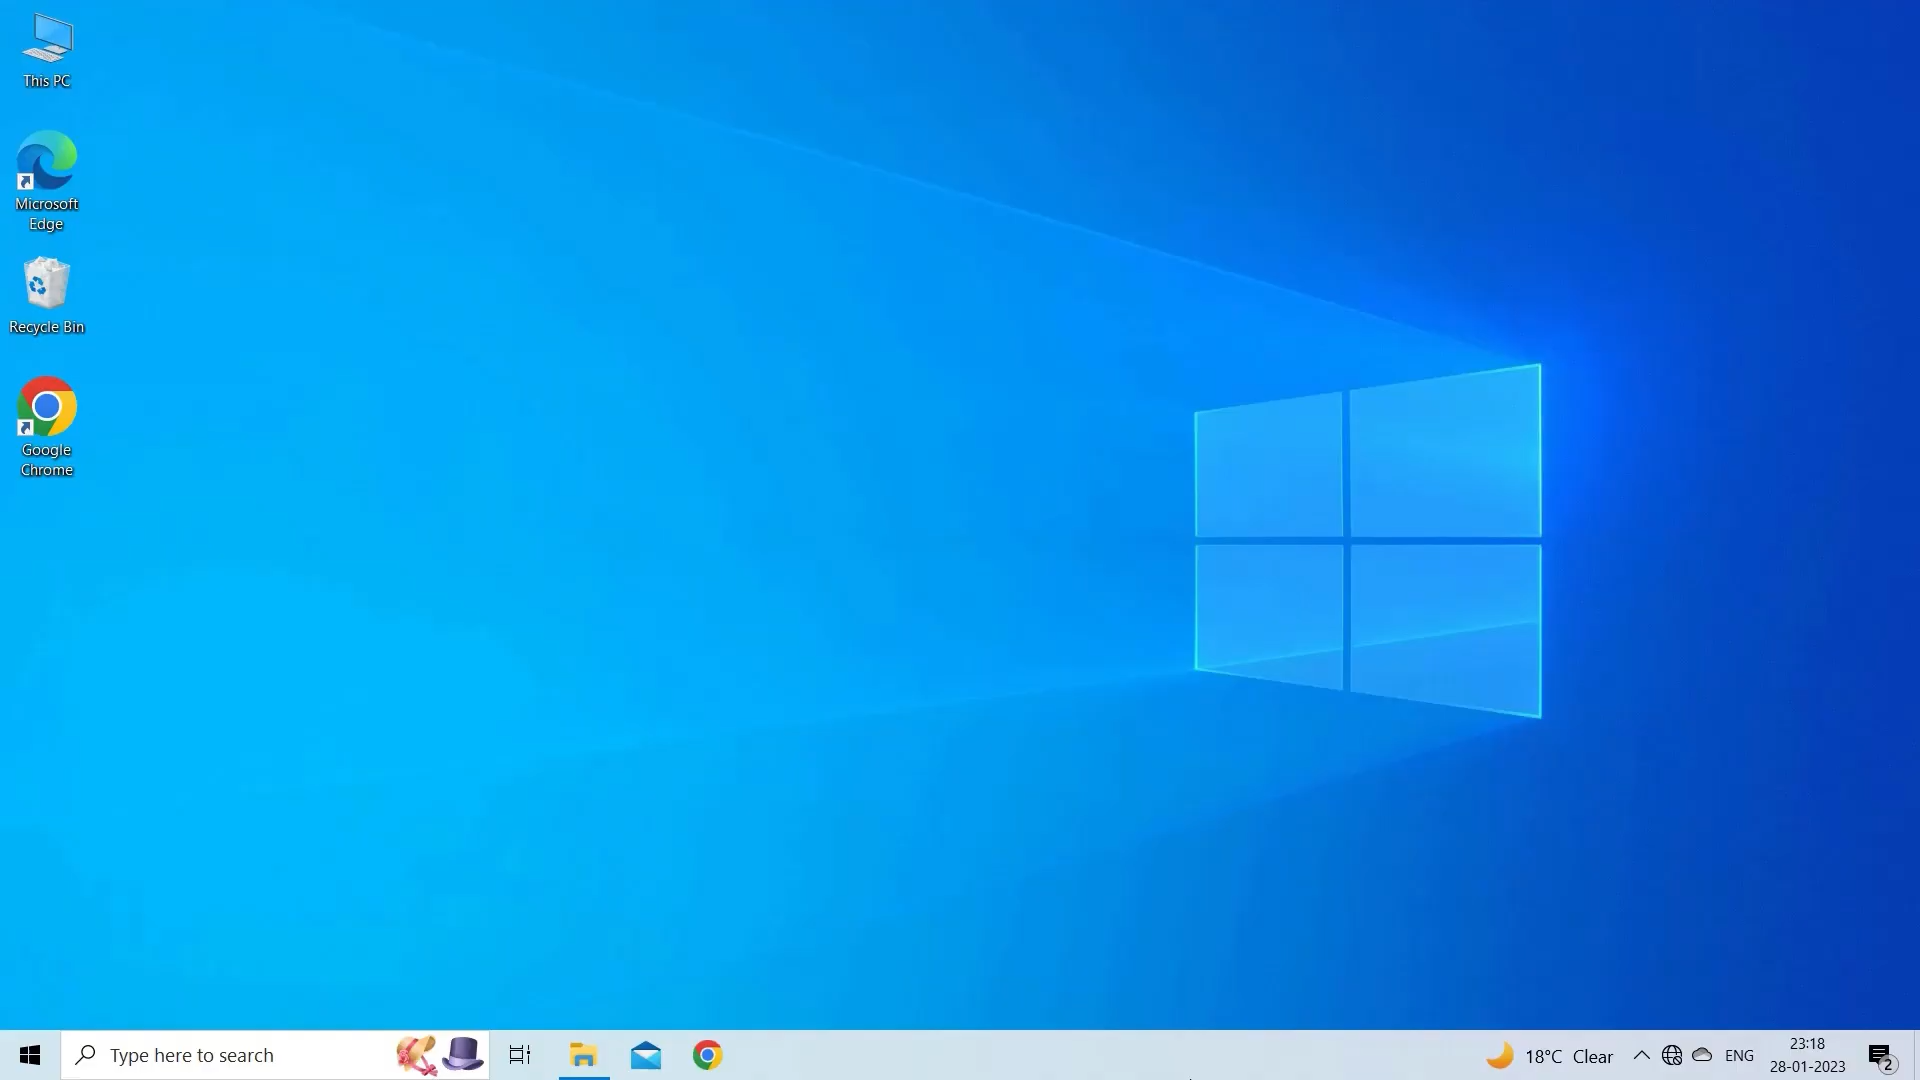 This PC
Microsoft
Edge
Recycle Bin
Google
Chrome
Type here to search
18°C Clear
ENG
23:18
28-01-2023
2